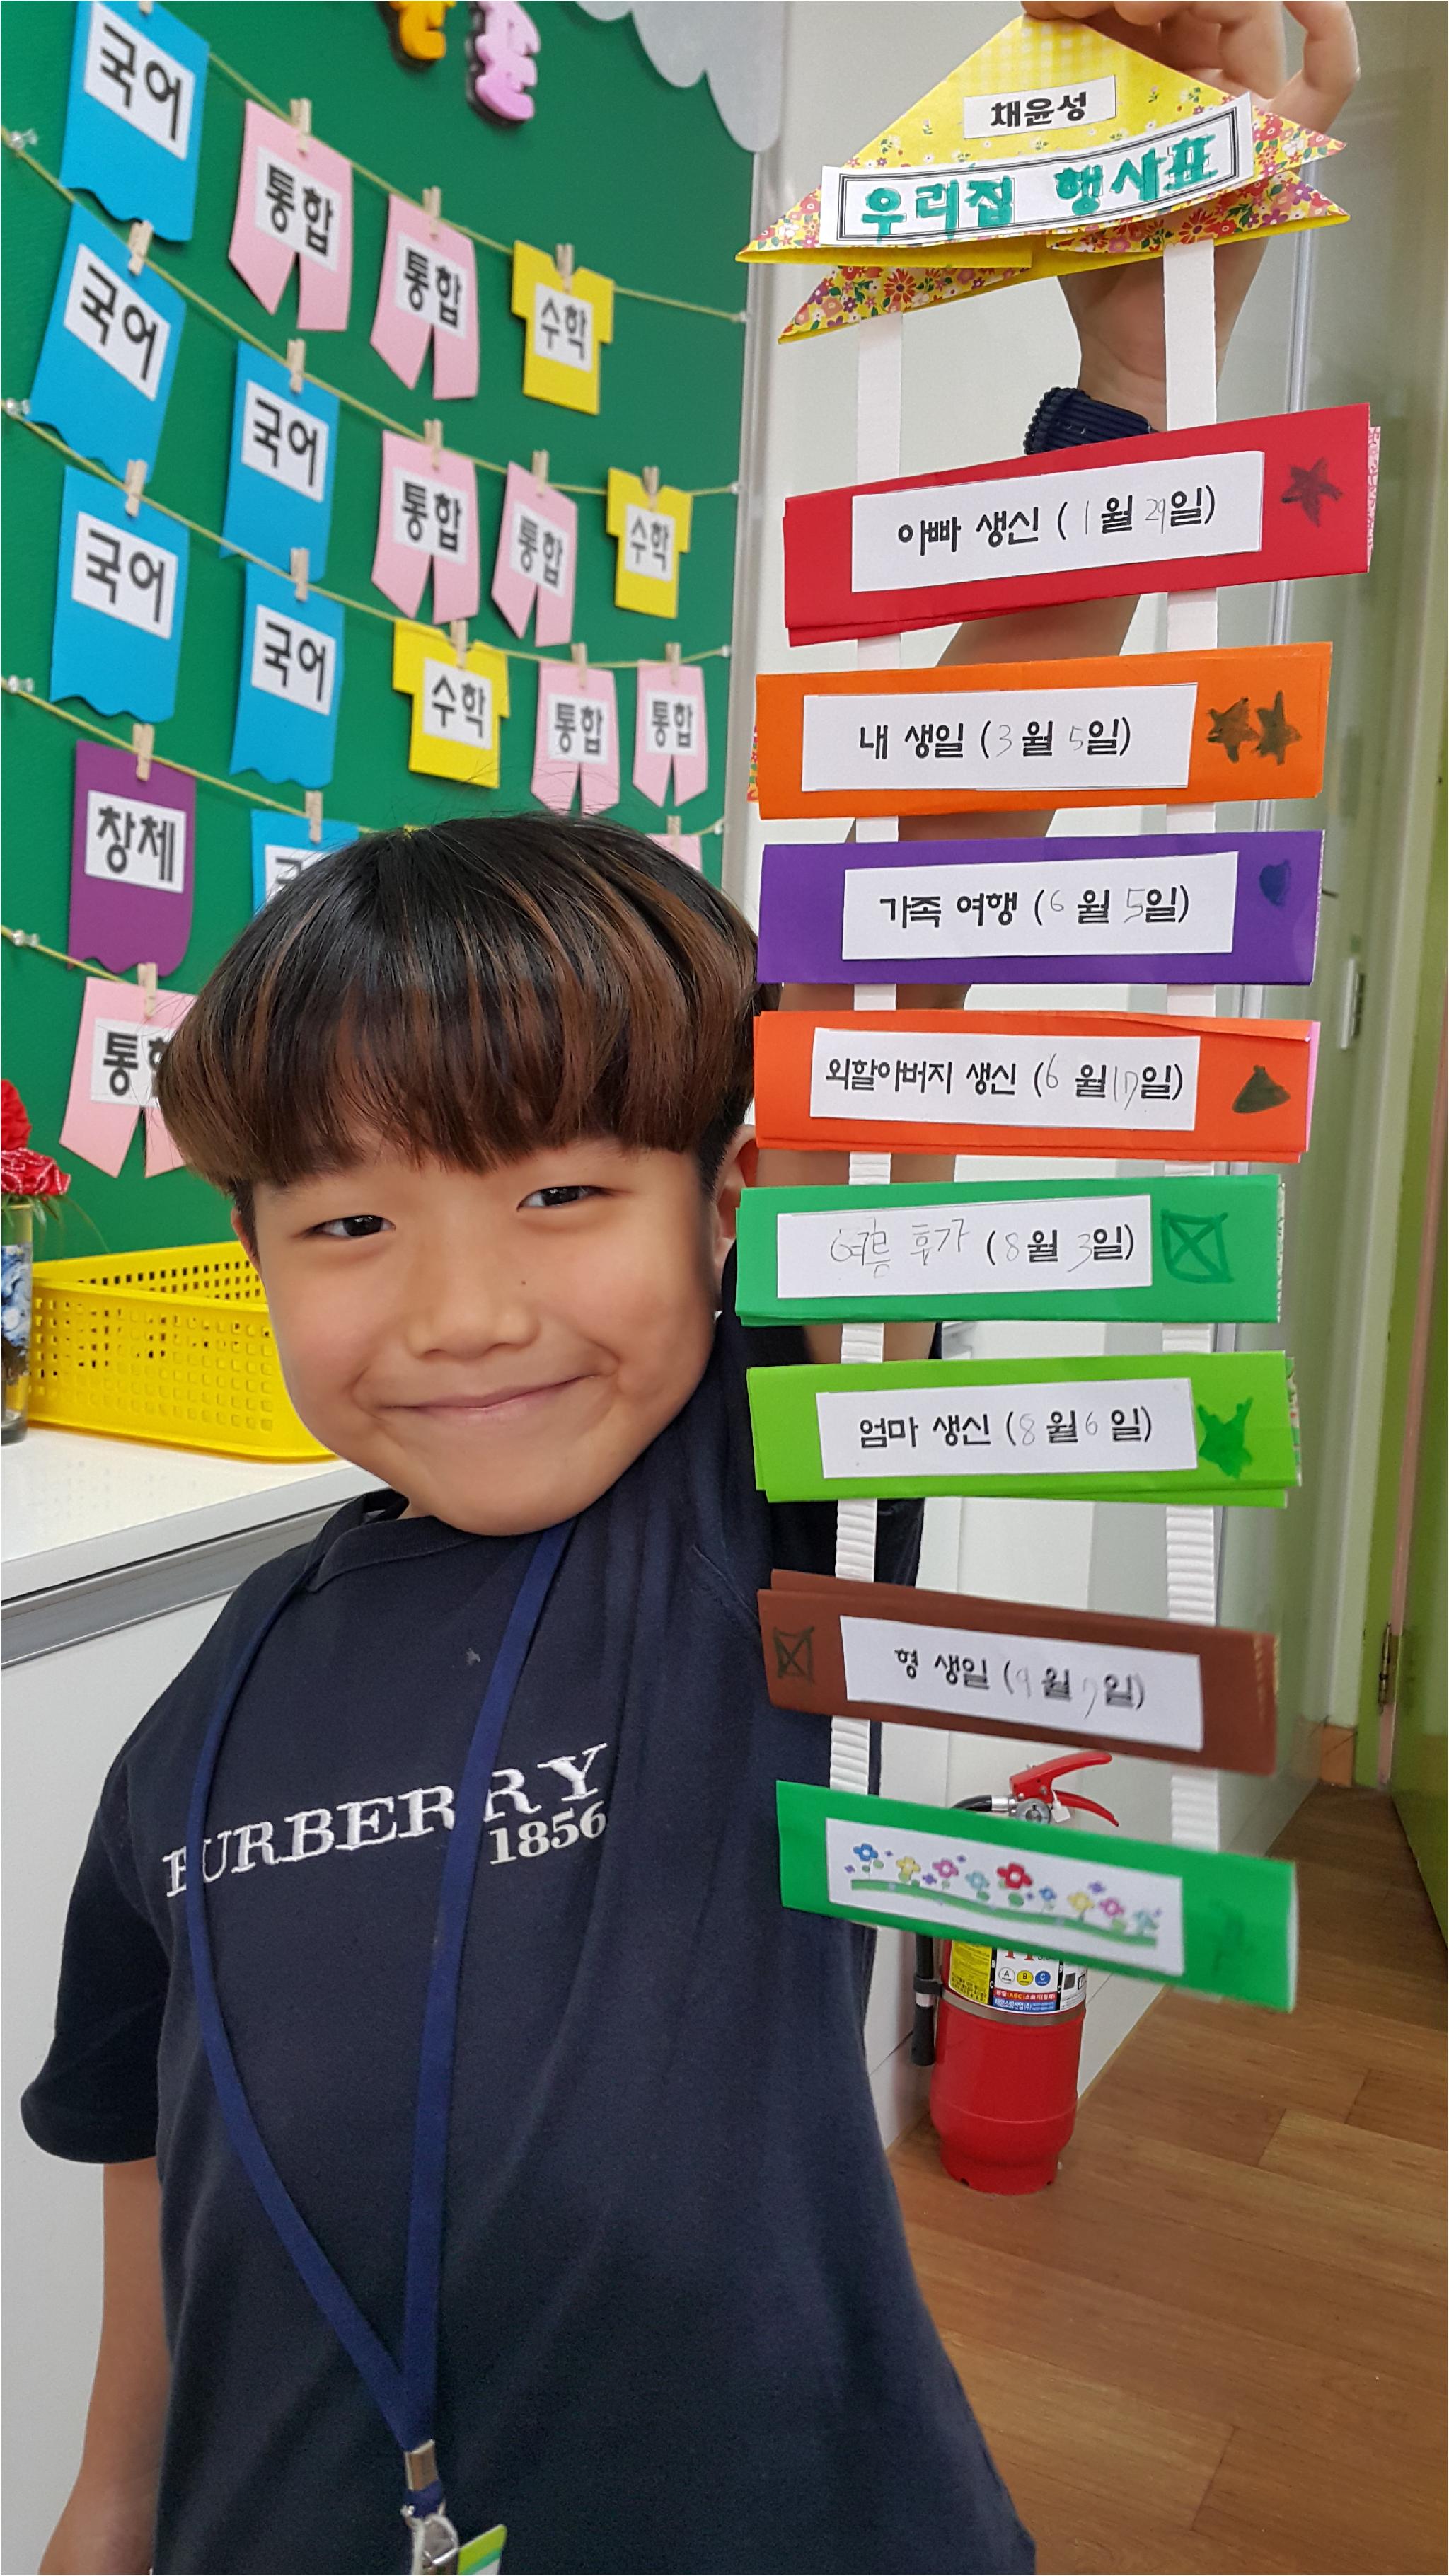 국어
통합
통합
수학
국어
국어
통합
통합
수학
국어
국어
수학
통합
통합
창체
채윤성
우리집 행사표
아빠 생신 ( 1월 29일)
내 생일 (3월 5일)
가족 여행 (6월 5일)
외할아버지 생신 (6월 17일)
여름 휴가 (8월 3일)
엄마 생신 (8월 6일)
형 생일 (9월 7일)
BURBERRY
1856
A B C